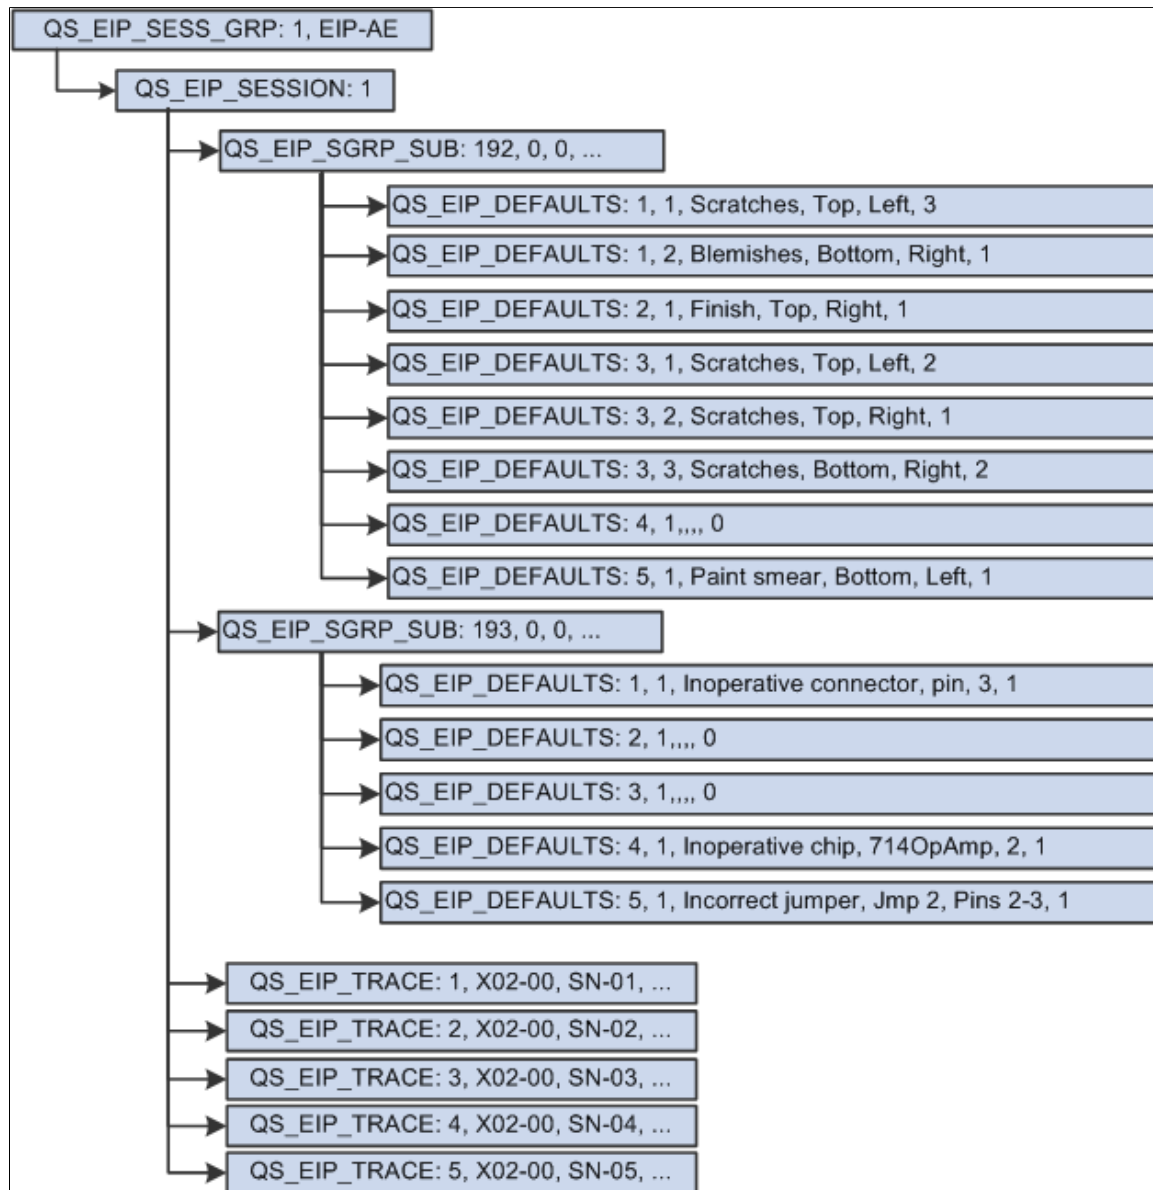 QS_EIP_SESS_GRP: 1, EIP-AE
QS_EIP_SESSION: 1
QS_EIP_SGRP_SUB: 192, 0, 0, ...
QS_EIP_DEFAULTS: 1, 1, Scratches, Top, Left, 3
QS_EIP_DEFAULTS: 1, 2, Blemishes, Bottom, Right, 1
QS_EIP_DEFAULTS: 2, 1, Finish, Top, Right, 1
QS_EIP_DEFAULTS: 3, 1, Scratches, Top, Left, 2
QS_EIP_DEFAULTS: 3, 2, Scratches, Top, Right, 1
QS_EIP_DEFAULTS: 3, 3, Scratches, Bottom, Right, 2
QS_EIP_DEFAULTS: 4, 1,,,, 0
QS_EIP_DEFAULTS: 5, 1, Paint smear, Bottom, Left, 1
QS_EIP_SGRP_SUB: 193, 0, 0, ...
QS_EIP_DEFAULTS: 1, 1, Inoperative connector, pin, 3, 1
QS_EIP_DEFAULTS: 2, 1,,,, 0
QS_EIP_DEFAULTS: 3, 1,,,, 0
QS_EIP_DEFAULTS: 4, 1, Inoperative chip, 714OpAmp, 2, 1
QS_EIP_DEFAULTS: 5, 1, Incorrect jumper, Jmp 2, Pins 2-3, 1
QS_EIP_TRACE: 1, X02-00, SN-01, ...
QS_EIP_TRACE: 2, X02-00, SN-02, ...
QS_EIP_TRACE: 3, X02-00, SN-03, ...
QS_EIP_TRACE: 4, X02-00, SN-04, ...
QS_EIP_TRACE: 5, X02-00, SN-05, ...